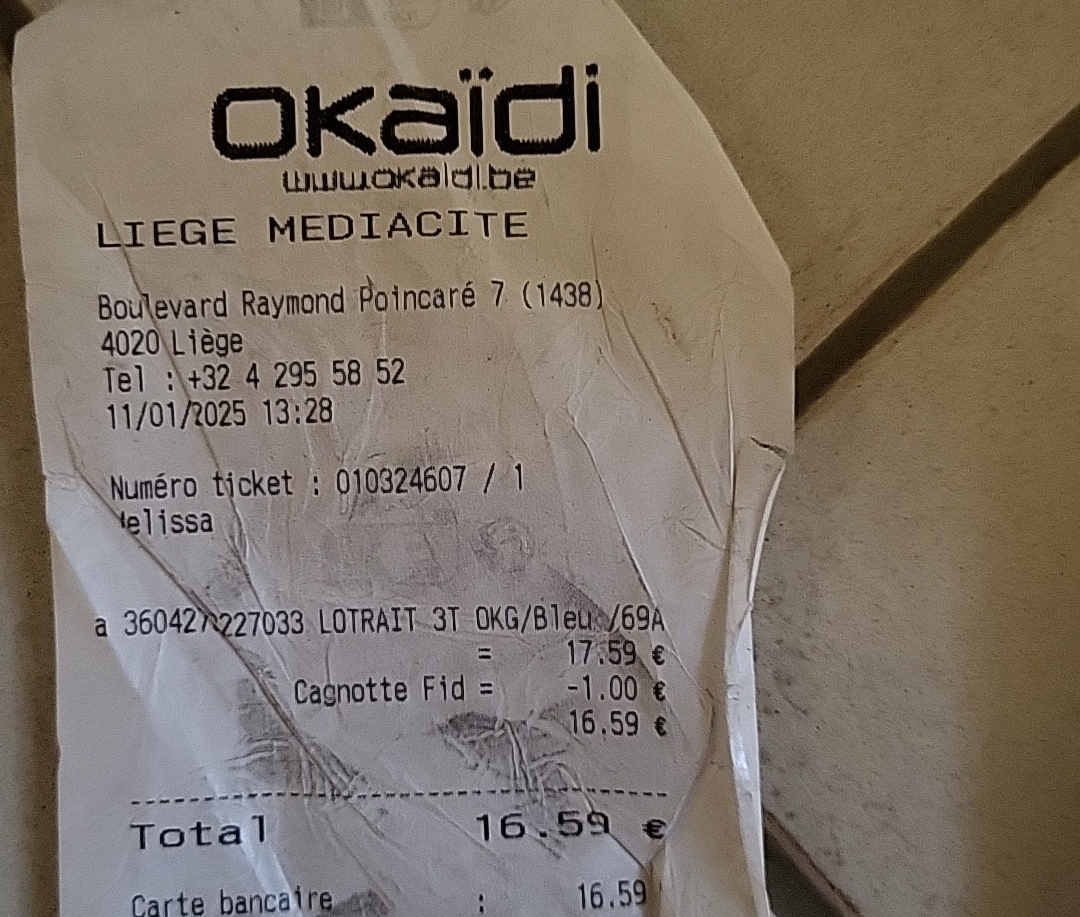 okaïdi
www.okaidi.be
LIEGE MEDIACITE
Boulevard Raymond Poincaré 7 (1438)
4020 Liège
Tel : +32 4 295 58 52
11/01/2025 13:28
Numéro ticket : 010324607 / 1
Melissa
a LOTRAIT 3T OKG/Bleu /69A
= 17.59 €
Cagnotte Fid = -1.00 €
16.59 €
Total 16.59 €
Carte bancaire : 16.59